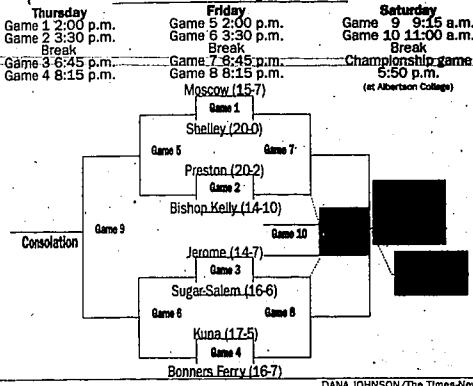 Thursday
Game 1 2:00 p.m.
Game 2 3:30 p.m.
Break
Game 3 6:45 p.m.
Game 4 8:15 p.m.
Friday
Game 5 2:00 p.m.
Game 6 3:30 p.m.
Break
Game 7 6:45 p.m.
Game 8 8:15 p.m.
Saturday
Game 9 9:15 a.m.
Game 10 11:00 a.m.
Break
Championship game
5:50 p.m.
(at Albertson College)
Moscow (15-7)
Game 1
Shelley (20-0)
Game 5
Game 7
Preston (20-2)
Game 2
Bishop Kelly (14-10)
Game 9
Game 10
Consolation
Jerome (14-7)
Game 3
Sugar-Salem (16-6)
Game 6
Game 8
Kuna (17-5)
Game 4
Bonners Ferry (16-7)
DANA JOHNSON/The Times-